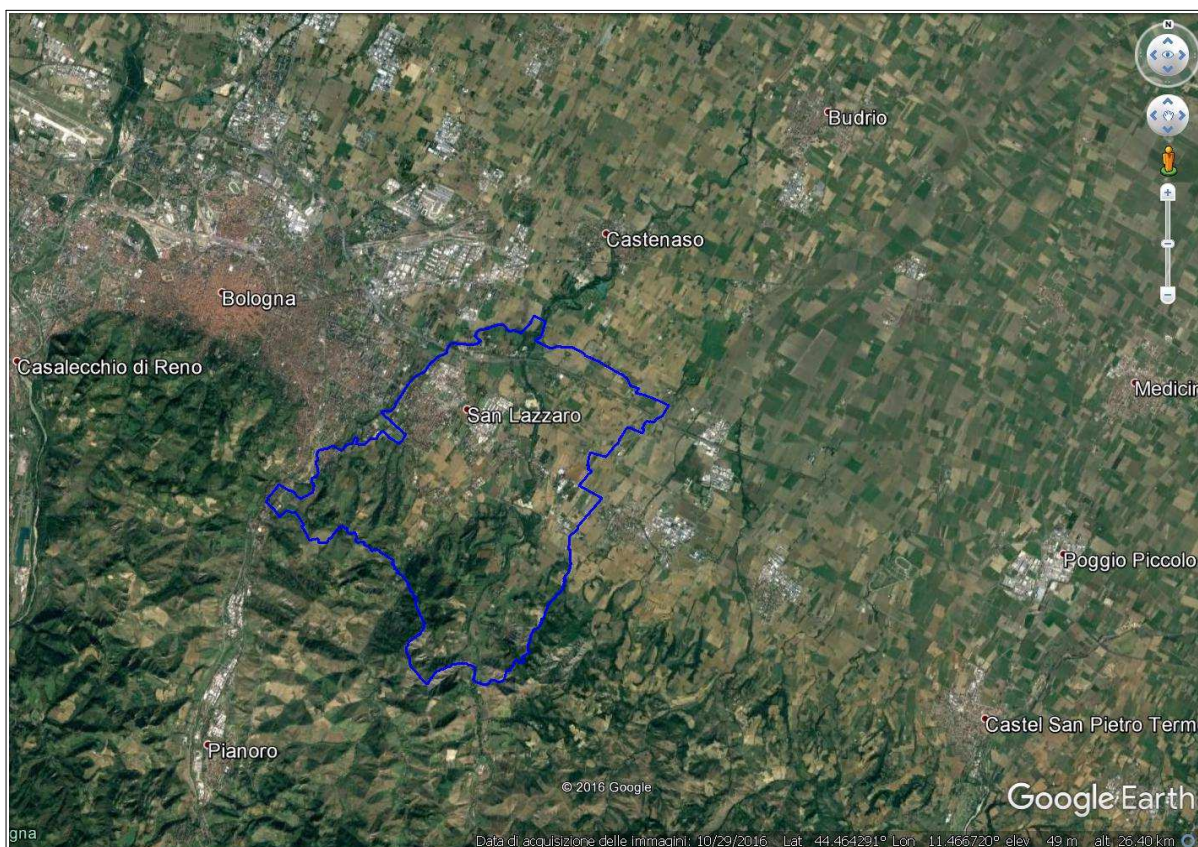 N
Budrio
Castenaso
Bologna
Casalecchio di Reno
Medicin
San Lazzaro
Poggio Piccolo
Castel San Pietro Term
Pianoro
© 2016 Google
Google Earth
gna
Data di acquisizione delle immagini: 10/29/2016 Lat 44.464291° Lon 11.466720° elev 49 m alt 26.40 km